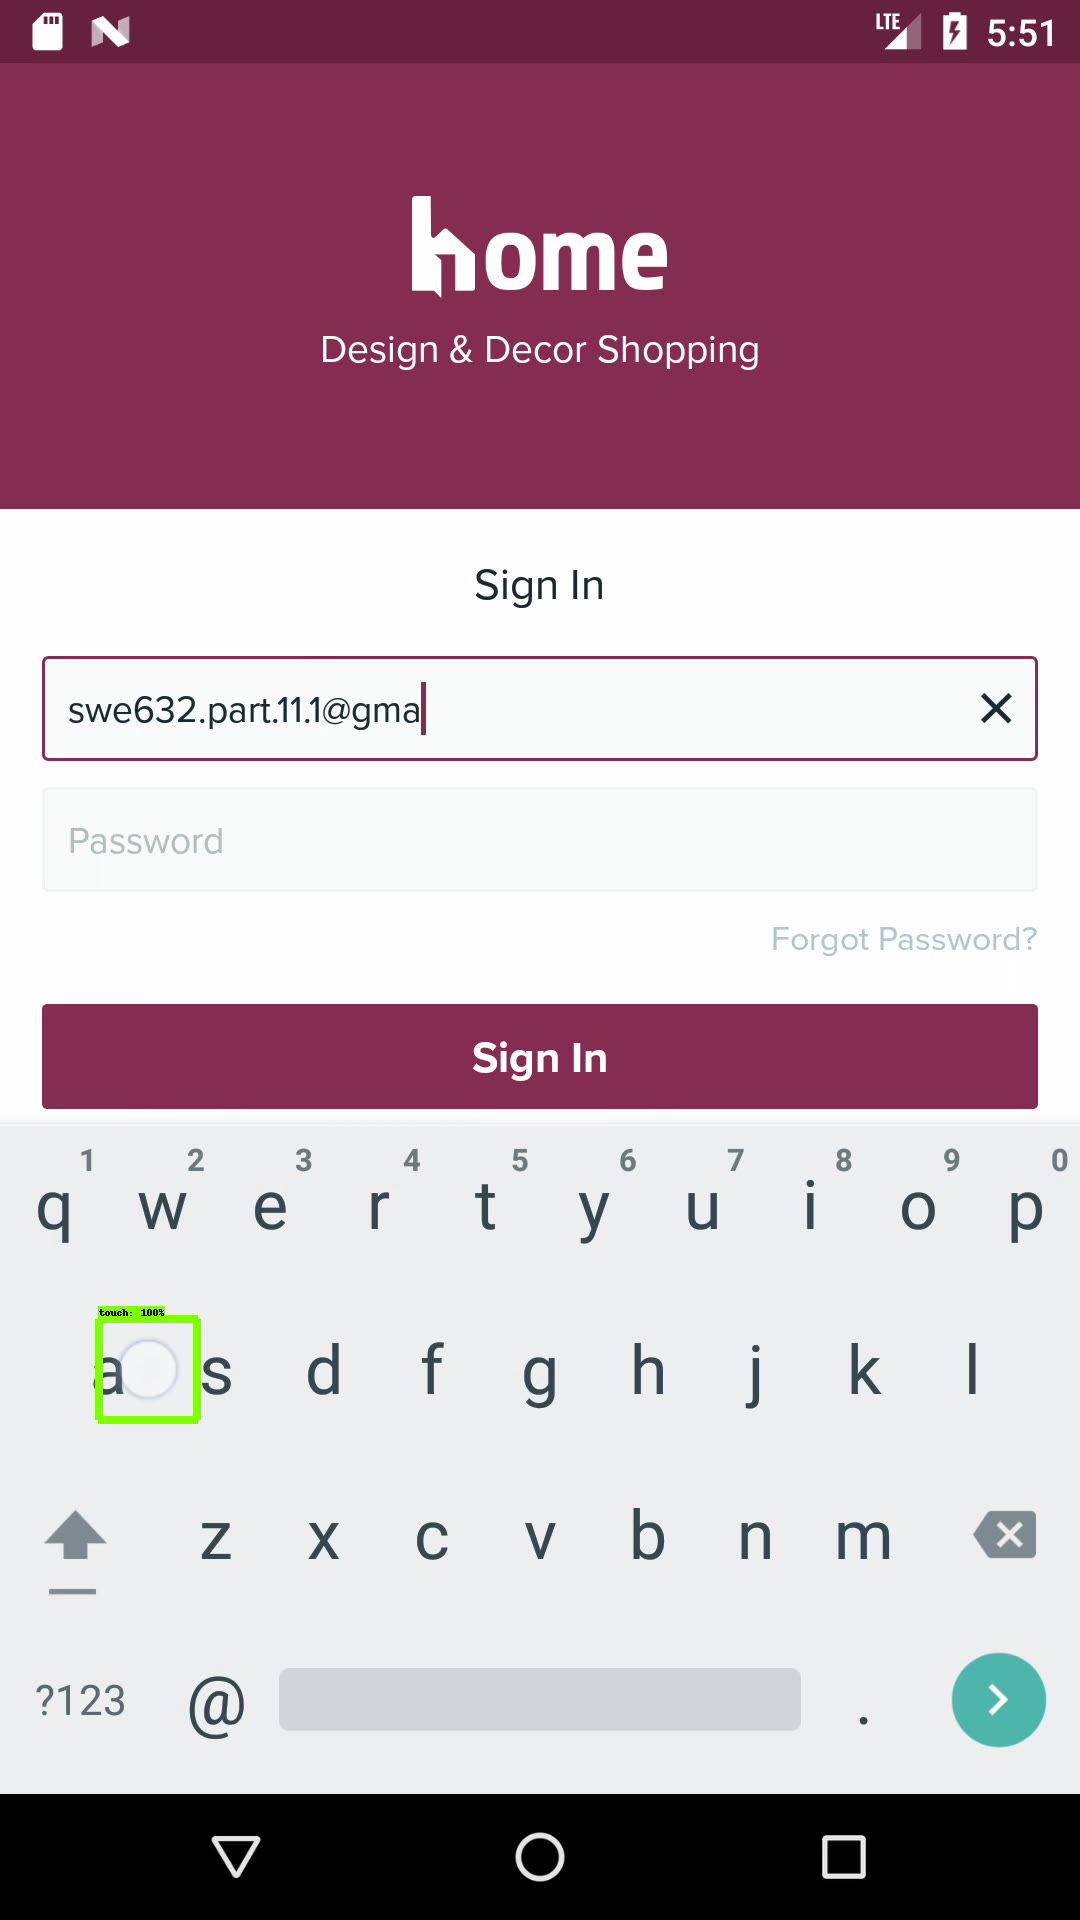 LTE 5:51
home
Design & Decor Shopping
Sign In
swe632.part.11.1@gma
Password
Forgot Password?
Sign In
1 2 3 4 5 6 7 8 9 0
q w e r t y u i o p
touch: 100%
a s d f g h j k l
z x c v b n m
?123 @ .